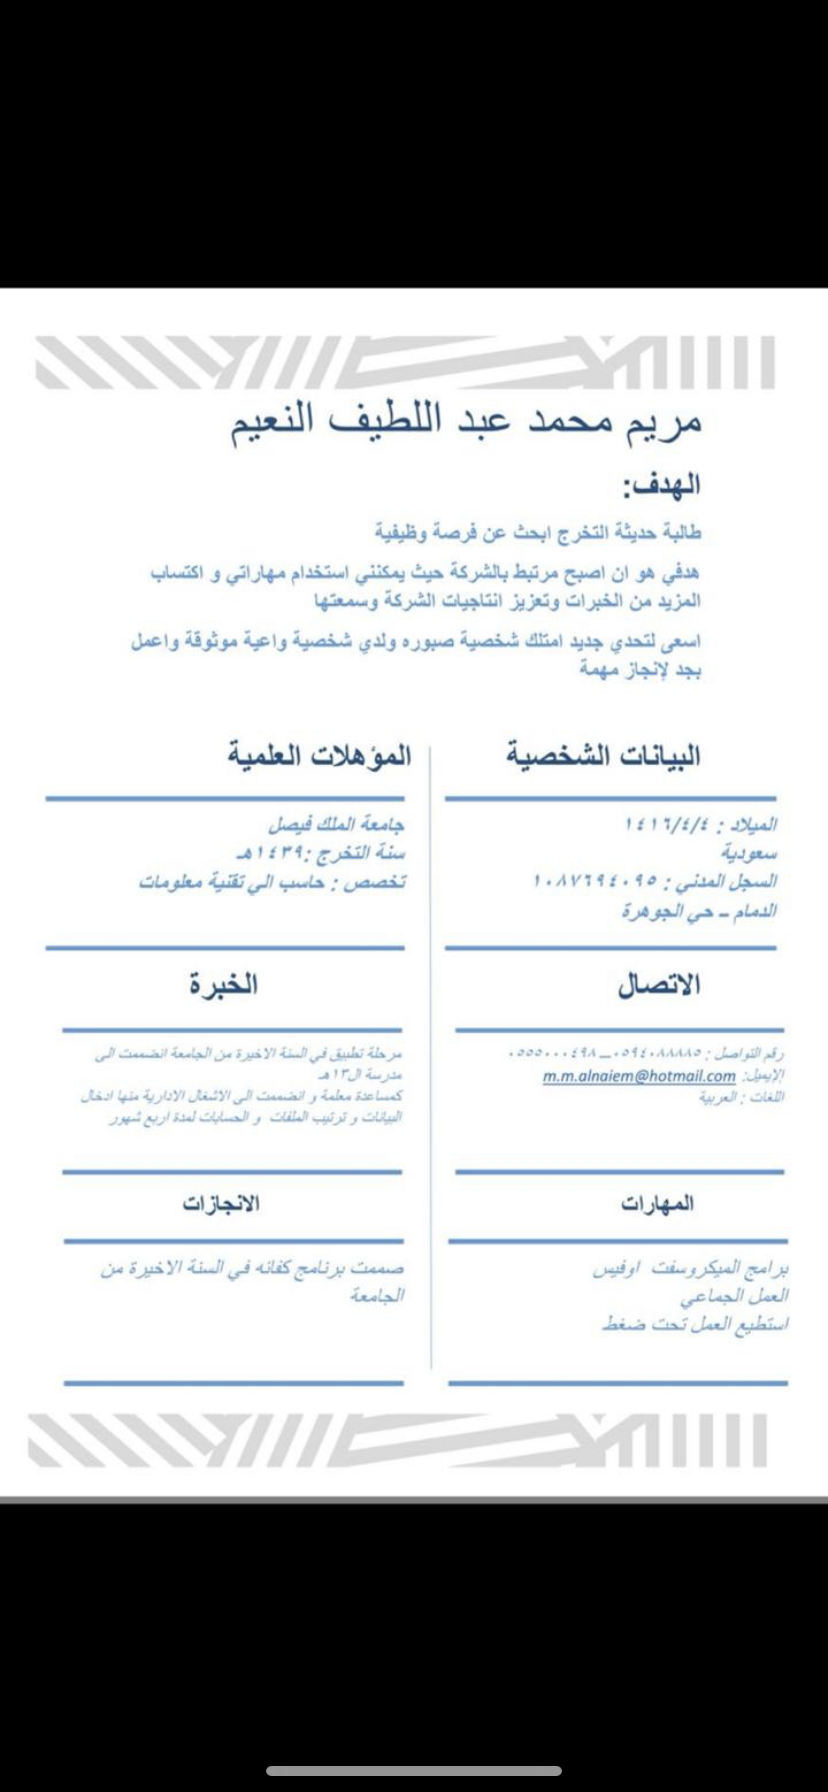 مريم محمد عبد اللطيف النعيم
الهدف:
طالبة حديثة التخرج ابحث عن فرصة وظيفية
هدفي هو ان اصبح مرتبط بالشركة حيث يمكنني استخدام مهاراتي و اكتساب
المزيد من الخبرات وتعزيز انتاجيات الشركة وسمعتها
اسعى لتحدي جديد امتلك شخصية صبوره ولدي شخصية واعية موثوقة واعمل
بجد لإنجاز مهمة
البيانات الشخصية
الميلاد : ١٤١٦/٤/٤
سعودية
السجل المدني : ١٠٨٧٦٩٤٠٩٥
الدمام – حي الجوهرة
المؤهلات العلمية
جامعة الملك فيصل
سنة التخرج :١٤٣٩هـ
تخصص : حاسب الي تقنية معلومات
الاتصال
رقم التواصل : ٠٥٩٤٠٨٨٨٨٥ــ٠٥٥٥٠٠٠٤٩٨
الإيميل: m.m.alnaiem@hotmail.com
اللغات : العربية
الخبرة
مرحلة تطبيق في السنة الاخيرة من الجامعة انضممت الى
مدرسة ال١٣هـ
كمساعدة معلمة و انضممت الى الاشغال الادارية منها ادخال
البيانات و ترتيب الملفات و الحسابات لمدة اربع شهور
المهارات
برامج الميكروسفت اوفيس
العمل الجماعي
استطيع العمل تحت ضغط
الانجازات
صممت برنامج كفائه في السنة الاخيرة من
الجامعة